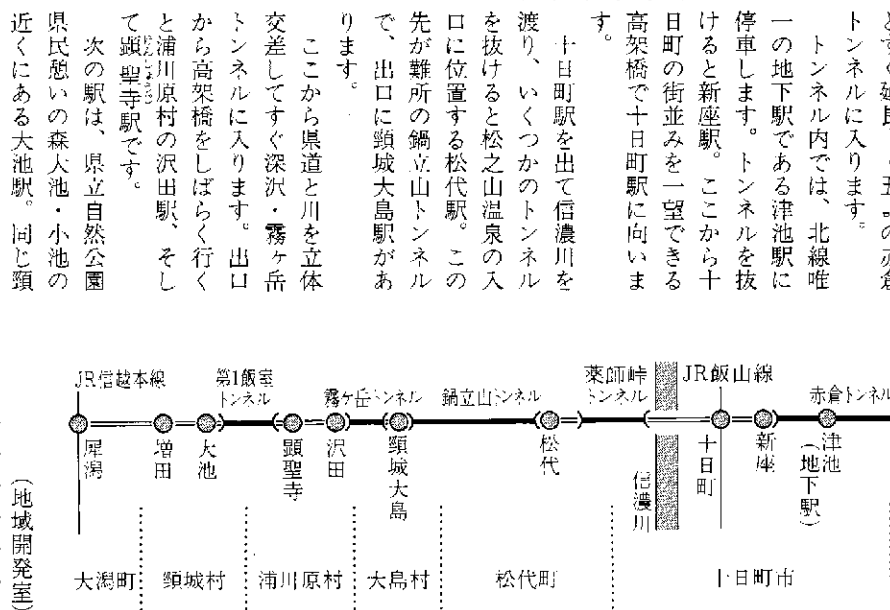 トンネルに入ります。
トンネル内では、北線唯
一の地下駅である津池駅に
停車します。トンネルを抜
けると新座駅。ここから十
日町の街並みを一望できる
高架橋で十日町駅に向いま
す。
十日町駅を出て信濃川を
渡り、いくつかのトンネル
を抜けると松之山温泉の入
口に位置する松代駅。この
先が難所の鍋立山トンネル
で、出口に頸城大島駅があ
ります。
ここから県道と川を立体
交差してすぐ深沢・霧ヶ岳
トンネルに入ります。出口
から高架橋をしばらく行く
と浦川原村の沢田駅、そし
て顕聖寺駅です。
けんしょうじ
次の駅は、県立自然公園
県民憩いの森大池・小池の
近くにある大池駅。同じ頸
JR信越本線
第1飯室
トンネル
霧ヶ岳トンネル
鍋立山トンネル
薬師峠
トンネル
JR飯山線
赤倉トンネル
犀潟
増田
大池
顕聖寺
沢田
頸城大島
松代
信濃川
十日町
新座
津池
(地下駅)
大潟町
頸城村
浦川原村
大島村
松代町
十日町市
(地域開発室)